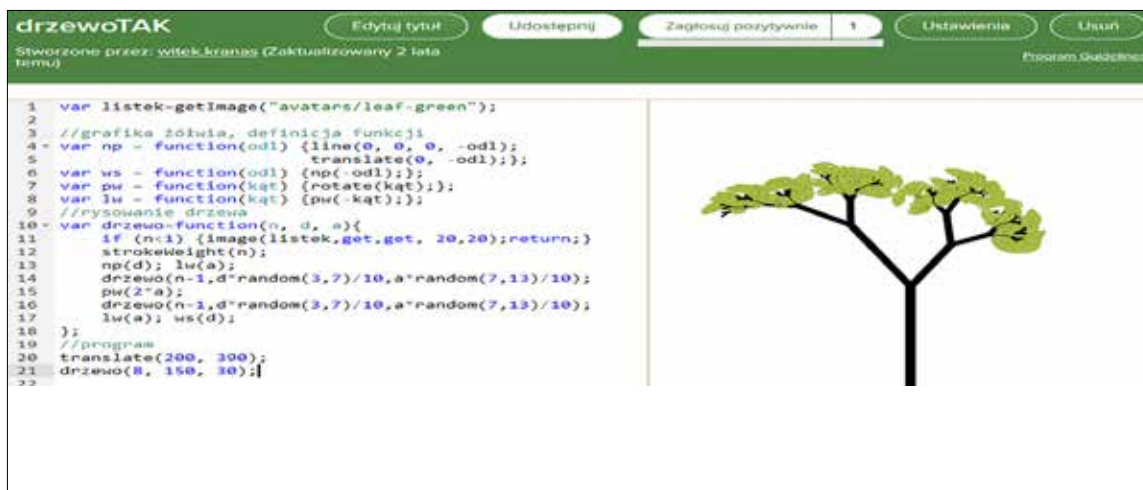 drzewoTAK
Edytuj tytuł
Udostępnij
Zagłosuj pozytywnie 1
Ustawienia
Usuń
Stworzone przez: witek.kranas (Zaktualizowany 2 lata
temu)
Program Guidelines
1 var listek=getImage("avatars/leaf-green");
2
3 //grafika żółwia, definicja funkcji
4 var np = function(odl) {line(0, 0, 0, -odl);
5 translate(0, -odl);};
6 var ws = function(odl) {np(-odl);};
7 var pw = function(kąt) {rotate(kąt);};
8 var lw = function(kąt) {pw(-kąt);};
9 //rysowanie drzewa
10 var drzewo=function(n, d, a){
11 if (n<1) {image(listek,get,get, 20,20);return;}
12 strokeWeight(n);
13 np(d); lw(a);
14 drzewo(n-1,d*random(3,7)/10,a*random(7,13)/10);
15 pw(2*a);
16 drzewo(n-1,d*random(3,7)/10,a*random(7,13)/10);
17 lw(a); ws(d);
18 };
19 //program
20 translate(200, 390);
21 drzewo(8, 150, 30);
22